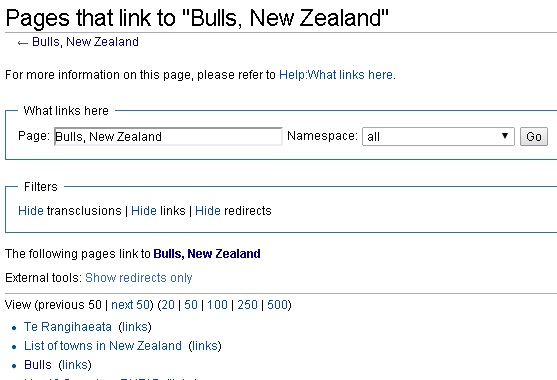 Pages that link to "Bulls, New Zealand"
← Bulls, New Zealand
For more information on this page, please refer to Help:What links here.
What links here
Page: Bulls, New Zealand Namespace: all Go
Filters
Hide transclusions | Hide links | Hide redirects
The following pages link to Bulls, New Zealand
External tools: Show redirects only
View (previous 50 | next 50) (20 | 50 | 100 | 250 | 500)
• Te Rangihaeata (links)
• List of towns in New Zealand (links)
• Bulls (links)